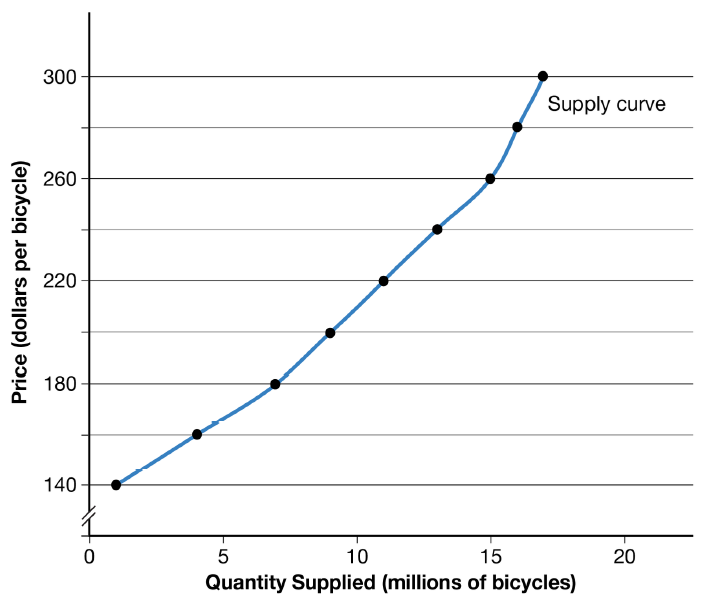 300
Supply curve
260
220
180
140
Price (dollars per bicycle)
0 5 10 15 20
Quantity Supplied (millions of bicycles)